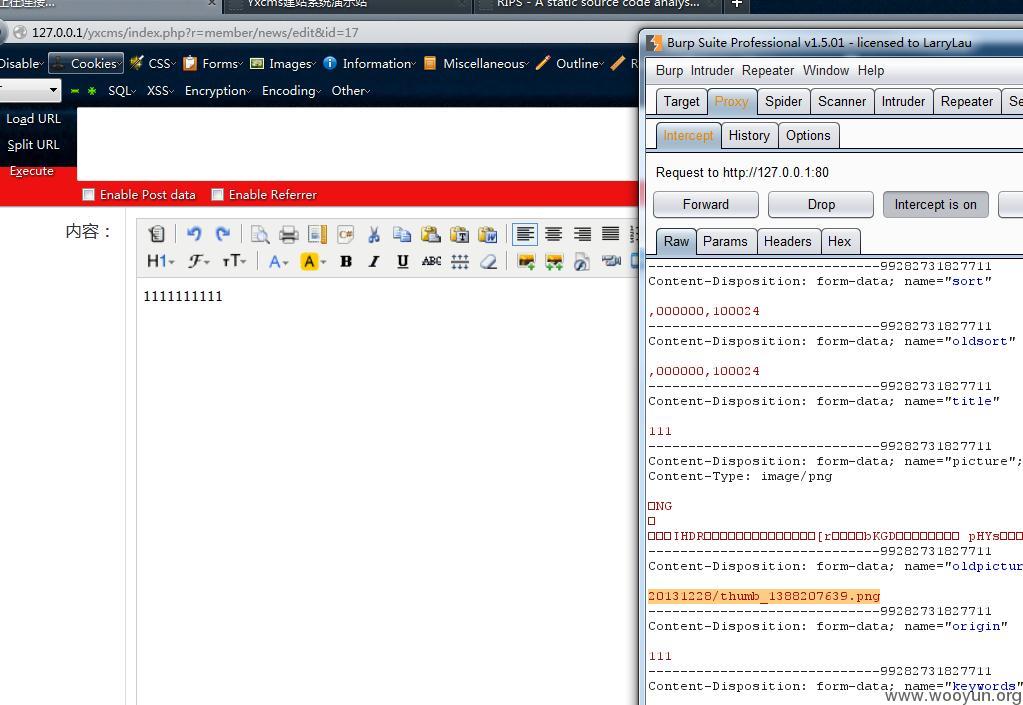 上在连接...
Yxcms建站系统演示站
RIPS - A static source code analys...
127.0.0.1/yxcms/index.php?r=member/news/edit&id=17
Disable
Cookies
CSS
Forms
Images
Information
Miscellaneous
Outline
SQL
XSS
Encryption
Encoding
Other
Load URL
Split URL
Execute
Enable Post data
Enable Referrer
内容：
H1
1111111111
Burp Suite Professional v1.5.01 - licensed to LarryLau
Burp Intruder Repeater Window Help
Target Proxy Spider Scanner Intruder Repeater Se
Intercept History Options
Request to http://127.0.0.1:80
Forward Drop Intercept is on
Raw Params Headers Hex
-----------------------------99282731827711
Content-Disposition: form-data; name="sort"
,000000,100024
-----------------------------99282731827711
Content-Disposition: form-data; name="oldsort"
,000000,100024
-----------------------------99282731827711
Content-Disposition: form-data; name="title"
111
-----------------------------99282731827711
Content-Disposition: form-data; name="picture";
Content-Type: image/png
NG
IHDR [r bKGD pHYs
-----------------------------99282731827711
Content-Disposition: form-data; name="oldpictur
20131228/thumb_1388207639.png
-----------------------------99282731827711
Content-Disposition: form-data; name="origin"
111
-----------------------------99282731827711
Content-Disposition: form-data; name="keywords"
www.wooyun.org